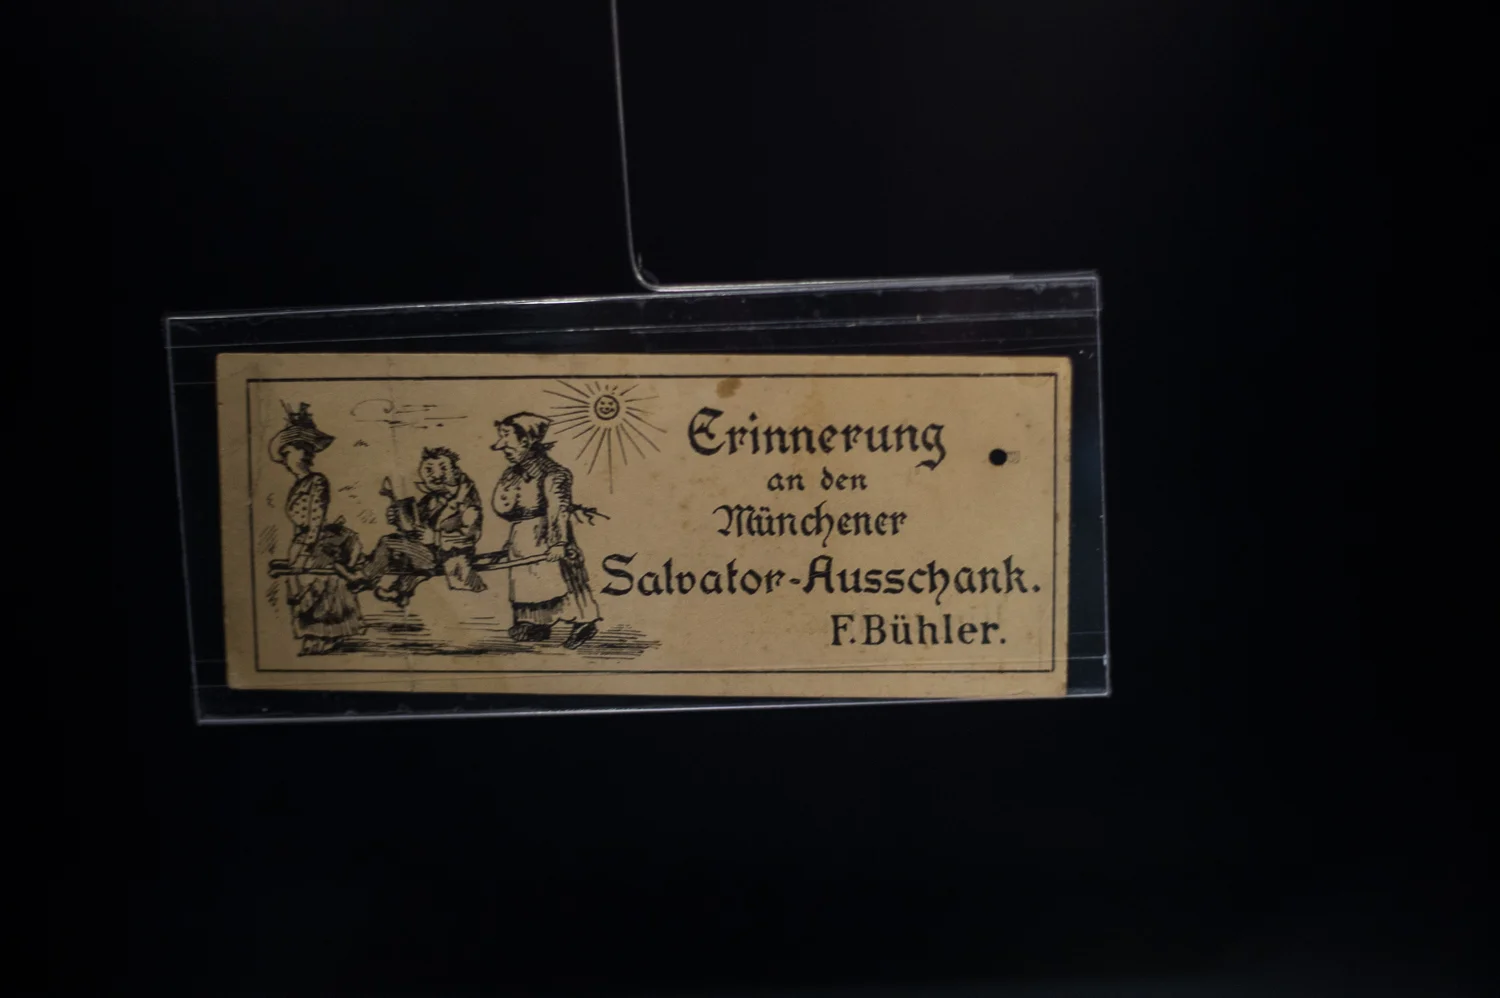 Erinnerung
an den
Münchener
Salvator-Ausschank.
F. Bühler.